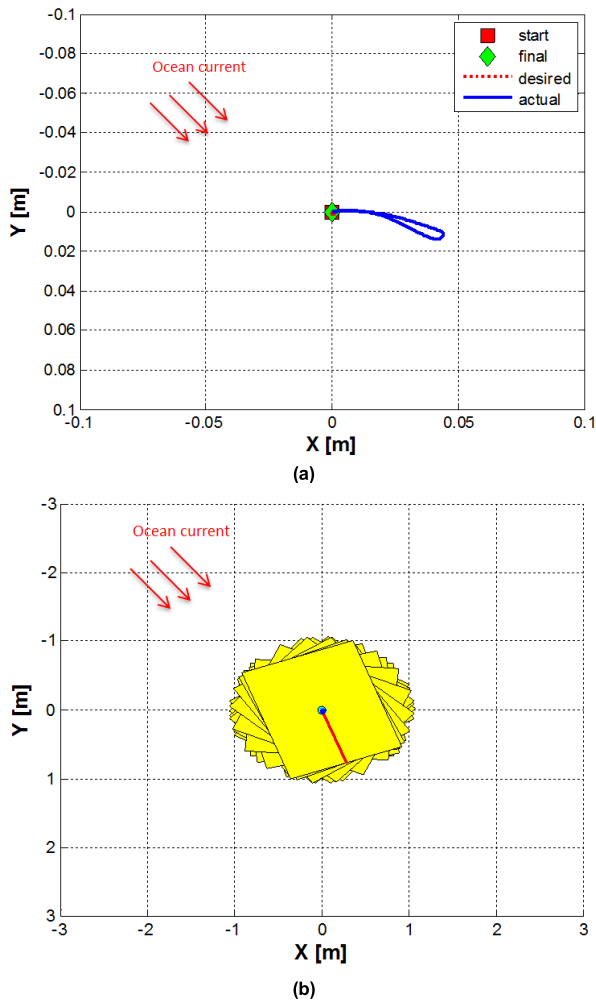 -0.1
-0.08
-0.06
-0.04
-0.02
0
0.02
0.04
0.06
0.08
0.1
Y [m]
Ocean current
start
final
desired
actual
-0.1
-0.05
0
0.05
0.1
X [m]
(a)
-3
-2
-1
0
1
2
3
Y [m]
Ocean current
-3
-2
-1
0
1
2
3
X [m]
(b)